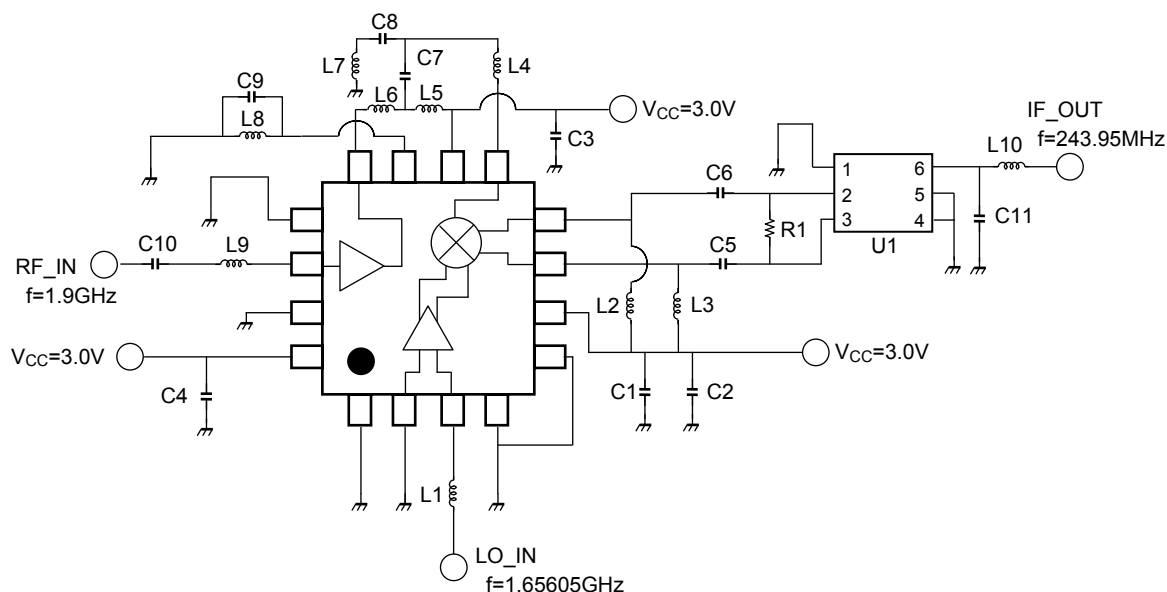 C8
L7
C7
L4
C9
L6
L5
L8
VCC=3.0V
C3
IF_OUT
f=243.95MHz
L10
1
6
C6
2
5
3
4
R1
C11
U1
C5
C10
L9
RF_IN
f=1.9GHz
L2
L3
VCC=3.0V
VCC=3.0V
C4
C1
C2
L1
LO_IN
f=1.65605GHz